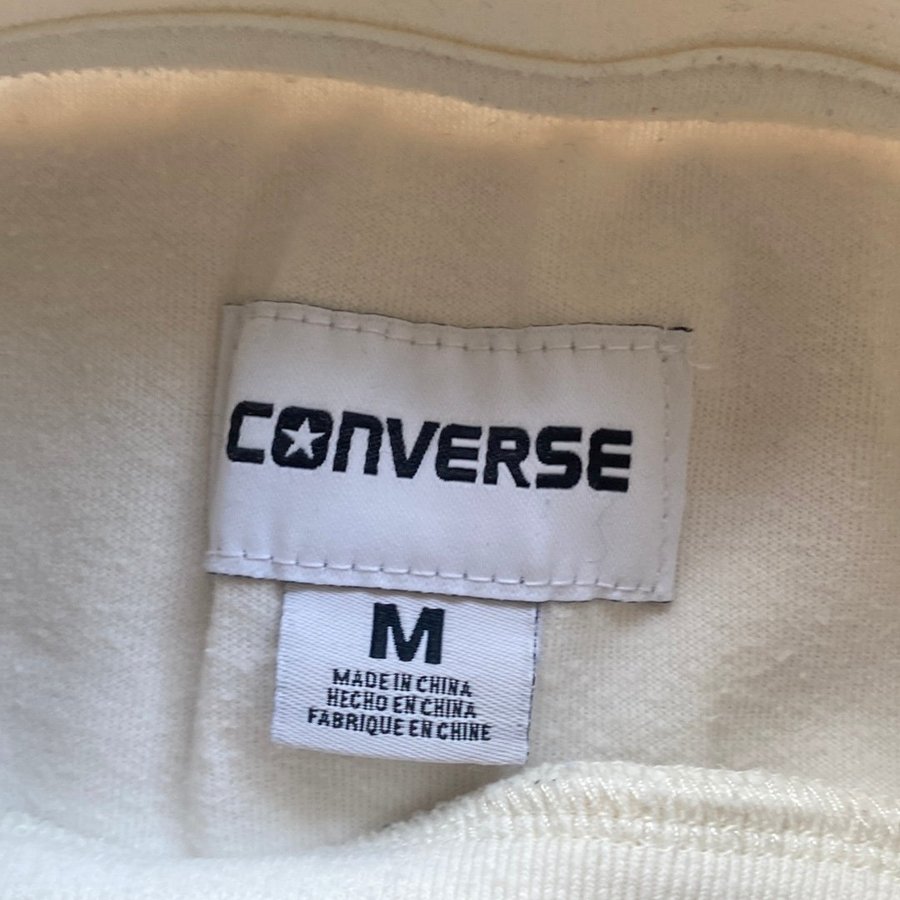 CONVERSE
M
MADE IN CHINA
HECHO EN CHINA
FABRIQUE EN CHINE